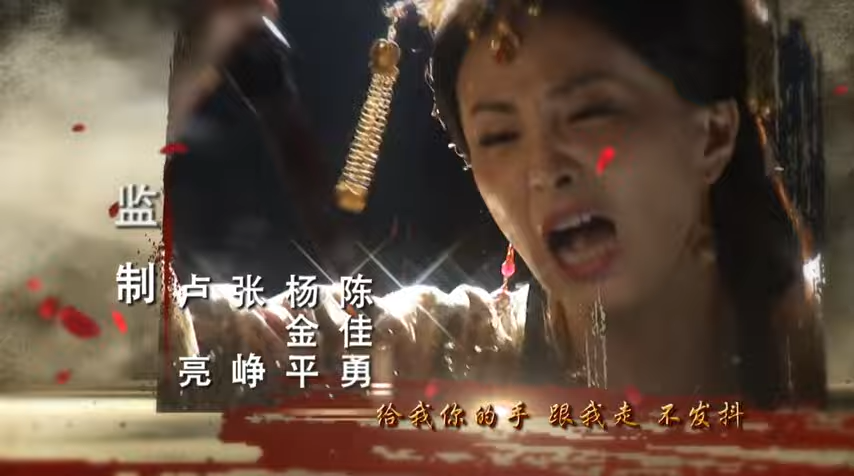 监制
陈佳勇
杨金平
张峥
卢亮
给我你的手 跟我走 不发抖